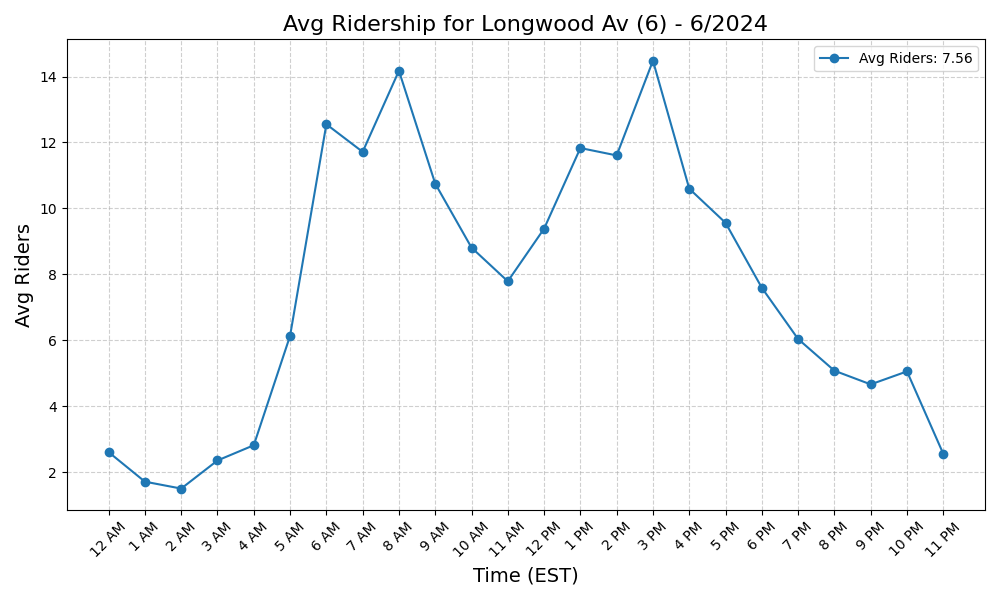 Avg Ridership for Longwood Av (6) - 6/2024
Avg Riders: 7.56
Avg Riders
14
12
10
8
6
4
2
12 AM
1 AM
2 AM
3 AM
4 AM
5 AM
6 AM
7 AM
8 AM
9 AM
10 AM
11 AM
12 PM
1 PM
2 PM
3 PM
4 PM
5 PM
6 PM
7 PM
8 PM
9 PM
10 PM
11 PM
Time (EST)